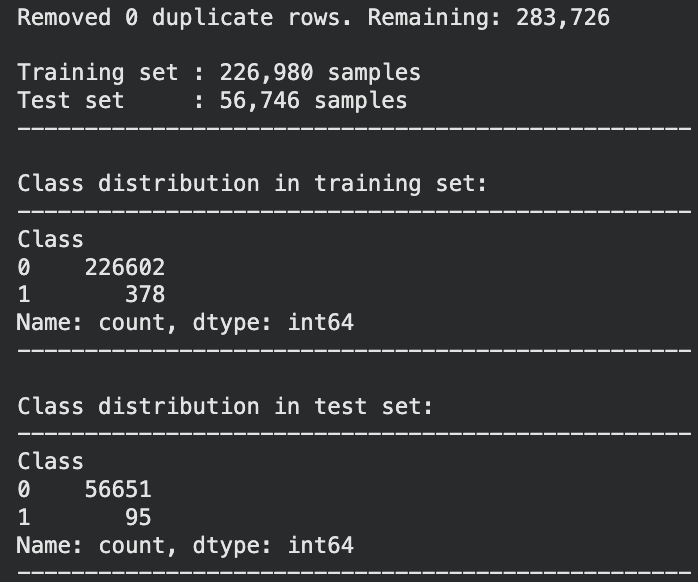 Removed 0 duplicate rows. Remaining: 283,726
Training set : 226,980 samples
Test set     : 56,746 samples
--------------------------------------------------
Class distribution in training set:
--------------------------------------------------
Class
0    226602
1       378
Name: count, dtype: int64
--------------------------------------------------
Class distribution in test set:
--------------------------------------------------
Class
0    56651
1       95
Name: count, dtype: int64
--------------------------------------------------